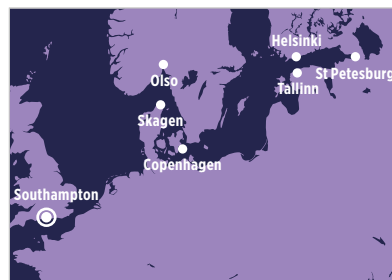 Helsinki
Olso
St Petesburg
Tallinn
Skagen
Copenhagen
Southampton